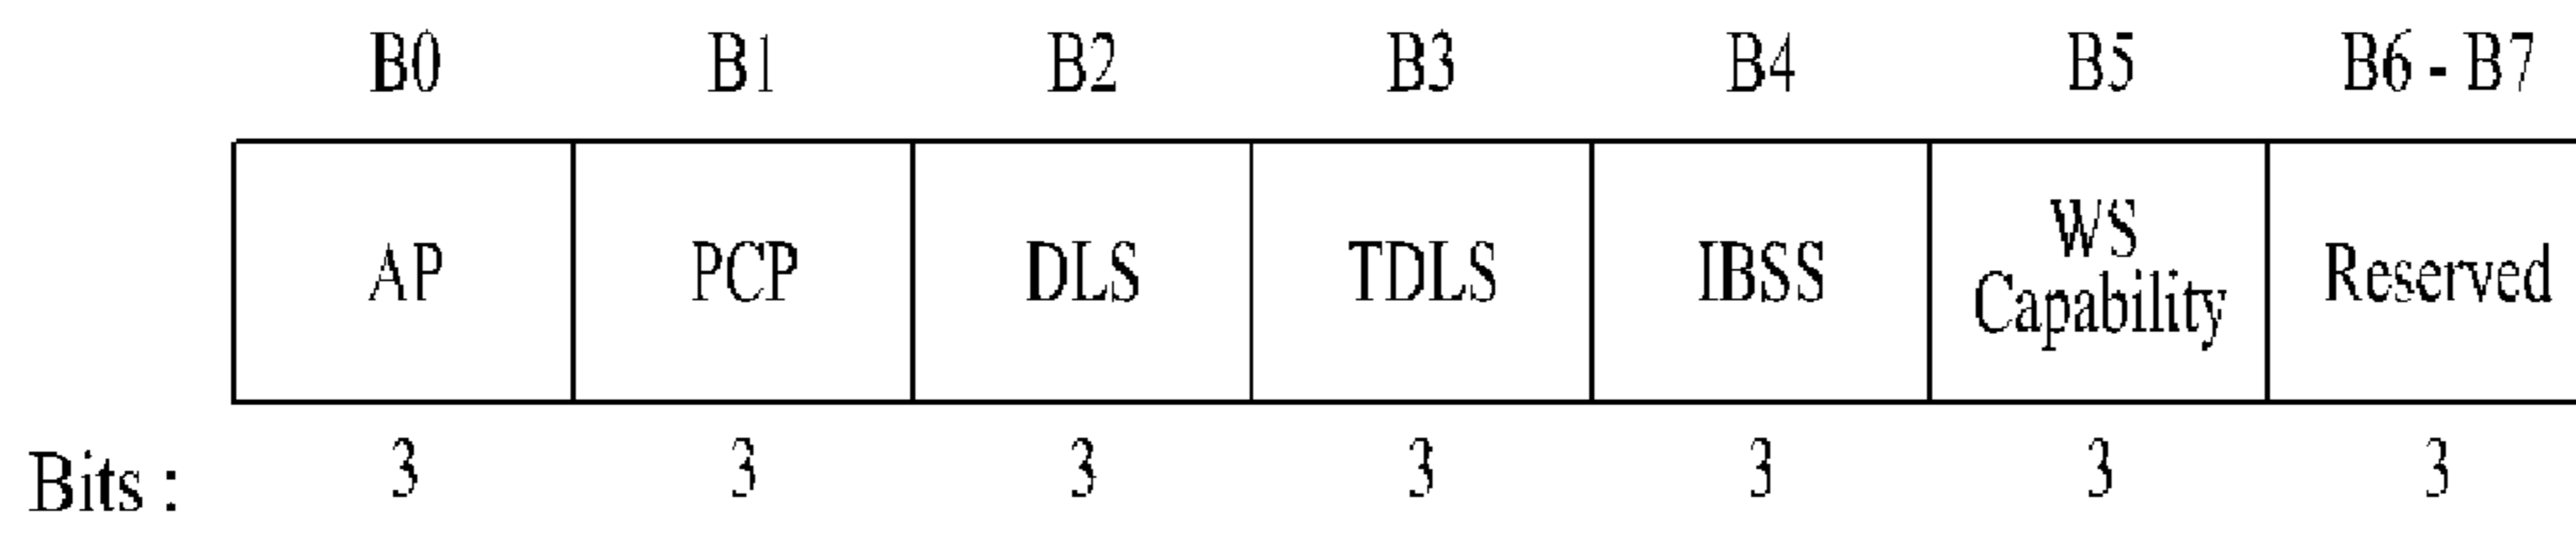 B0 B1 B2 B3 B4 B5 B6 - B7
AP PCP DLS TDLS IBSS WS Capability Reserved
Bits : 3 3 3 3 3 3 3